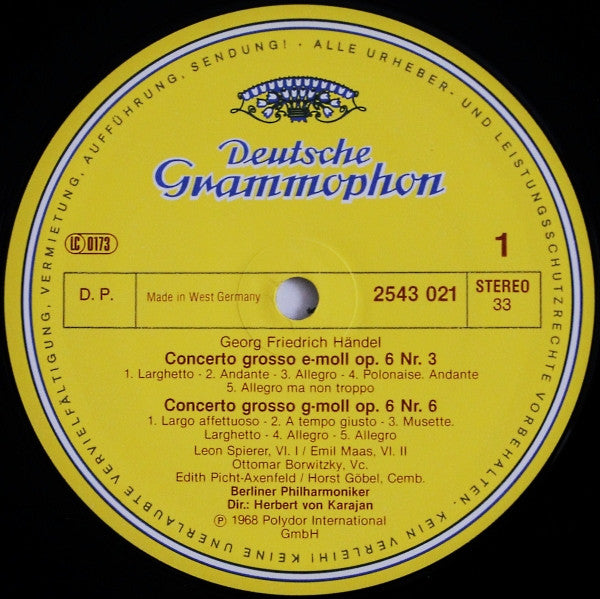 ALLE URHEBER- UND LEISTUNGSSCHUTZRECHTE VORBEHALTEN. KEIN VERLEIH! KEINE UNERLAUBTE VERVIELFÄLTIGUNG, VERMIETUNG, AUFFÜHRUNG, SENDUNG! ·
Deutsche
Grammophon
LC 0173
1
D. P.
Made in West Germany
2543 021
STEREO
33
Georg Friedrich Händel
Concerto grosso e-moll op. 6 Nr. 3
1. Larghetto - 2. Andante - 3. Allegro - 4. Polonaise. Andante
5. Allegro ma non troppo
Concerto grosso g-moll op. 6 Nr. 6
1. Largo affettuoso - 2. A tempo giusto - 3. Musette.
Larghetto - 4. Allegro - 5. Allegro
Leon Spierer, Vl. I / Emil Maas, Vl. II
Ottomar Borwitzky, Vc.
Edith Picht-Axenfeld / Horst Göbel, Cemb.
Berliner Philharmoniker
Dir.: Herbert von Karajan
℗ 1968 Polydor International
GmbH